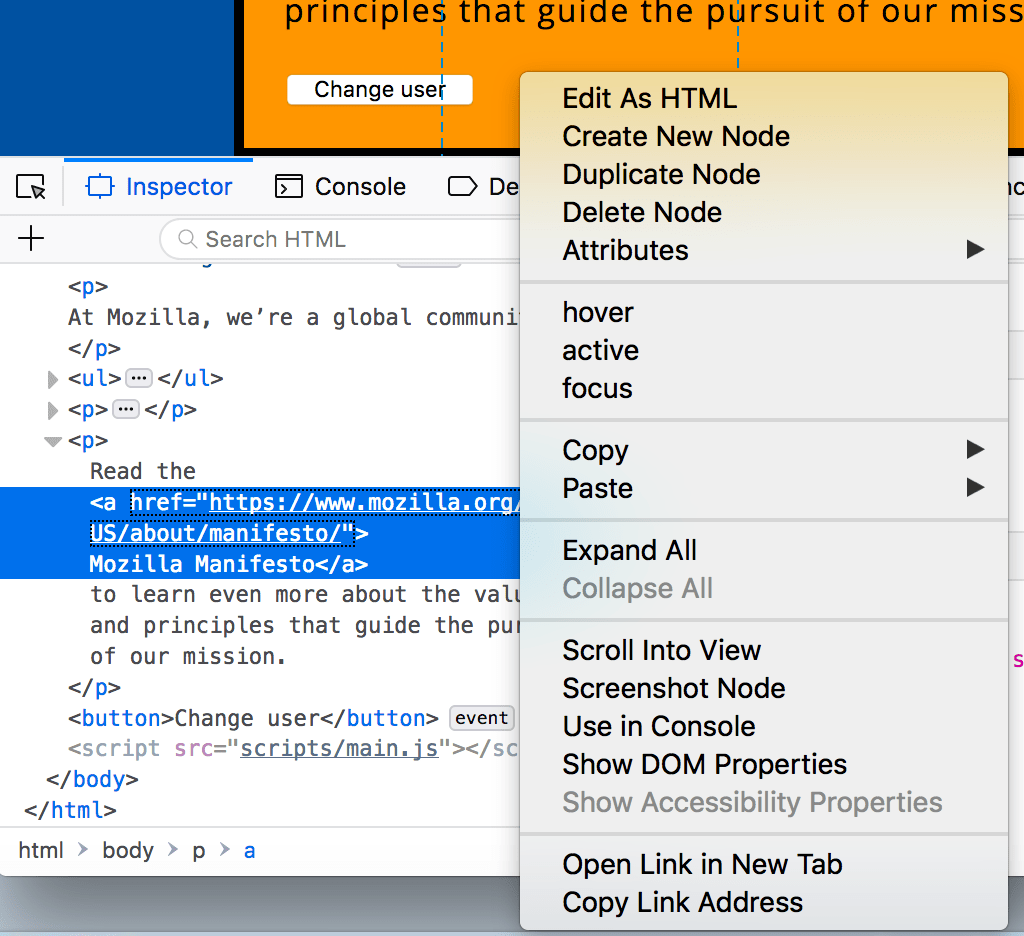 principles that guide the pursuit of our miss
Change user
Inspector
Console
De
nc
Search HTML
<p>
At Mozilla, we’re a global communi
</p>
<ul>⋯</ul>
<p>⋯</p>
<p>
Read the
<a href="https://www.mozilla.org/
US/about/manifesto/">
Mozilla Manifesto</a>
to learn even more about the valu
and principles that guide the pur
of our mission.
</p>
<button>Change user</button> event
<script src="scripts/main.js"></sc
</body>
</html>
html > body > p > a
Edit As HTML
Create New Node
Duplicate Node
Delete Node
Attributes
hover
active
focus
Copy
Paste
Expand All
Collapse All
Scroll Into View
Screenshot Node
Use in Console
Show DOM Properties
Show Accessibility Properties
Open Link in New Tab
Copy Link Address
s